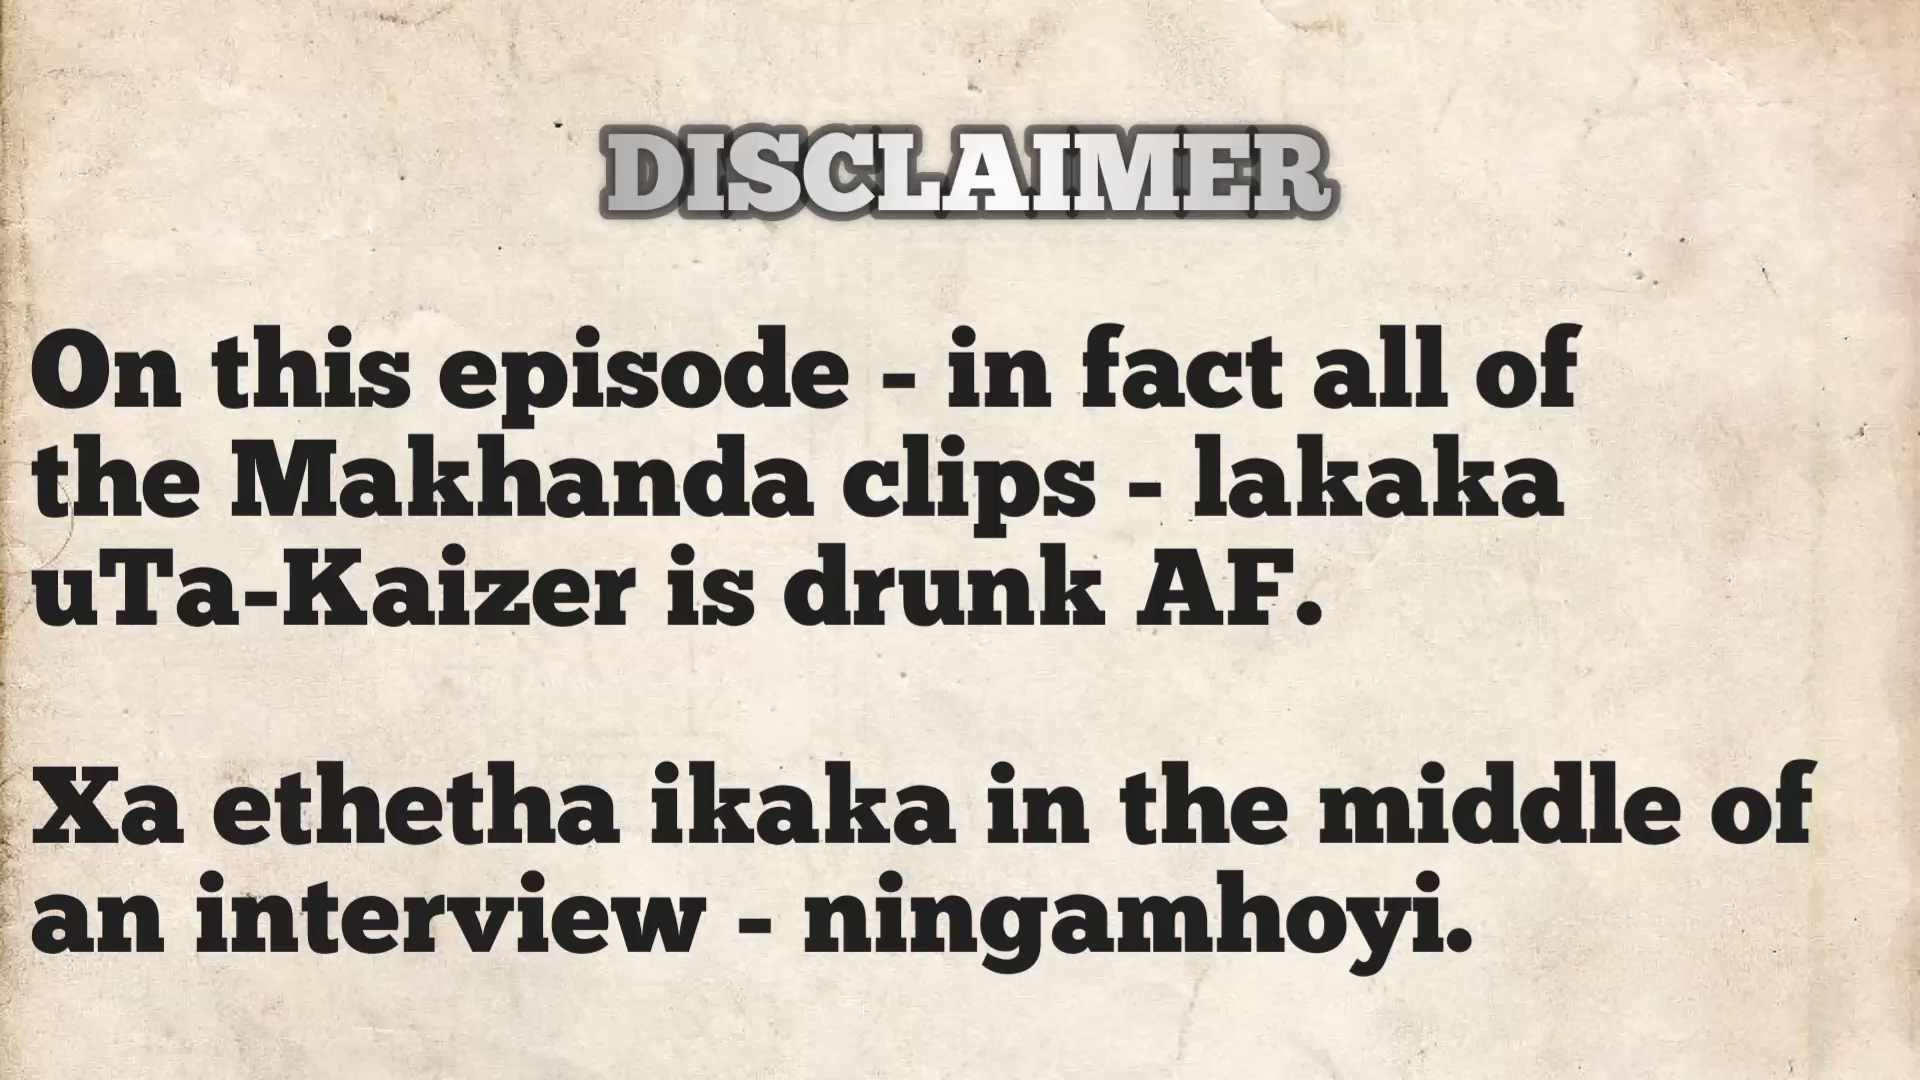 DISCLAIMER
On this episode - in fact all of
the Makhanda clips - lakaka
uTa-Kaizer is drunk AF.
Xa ethetha ikaka in the middle of
an interview - ningamhoyi.